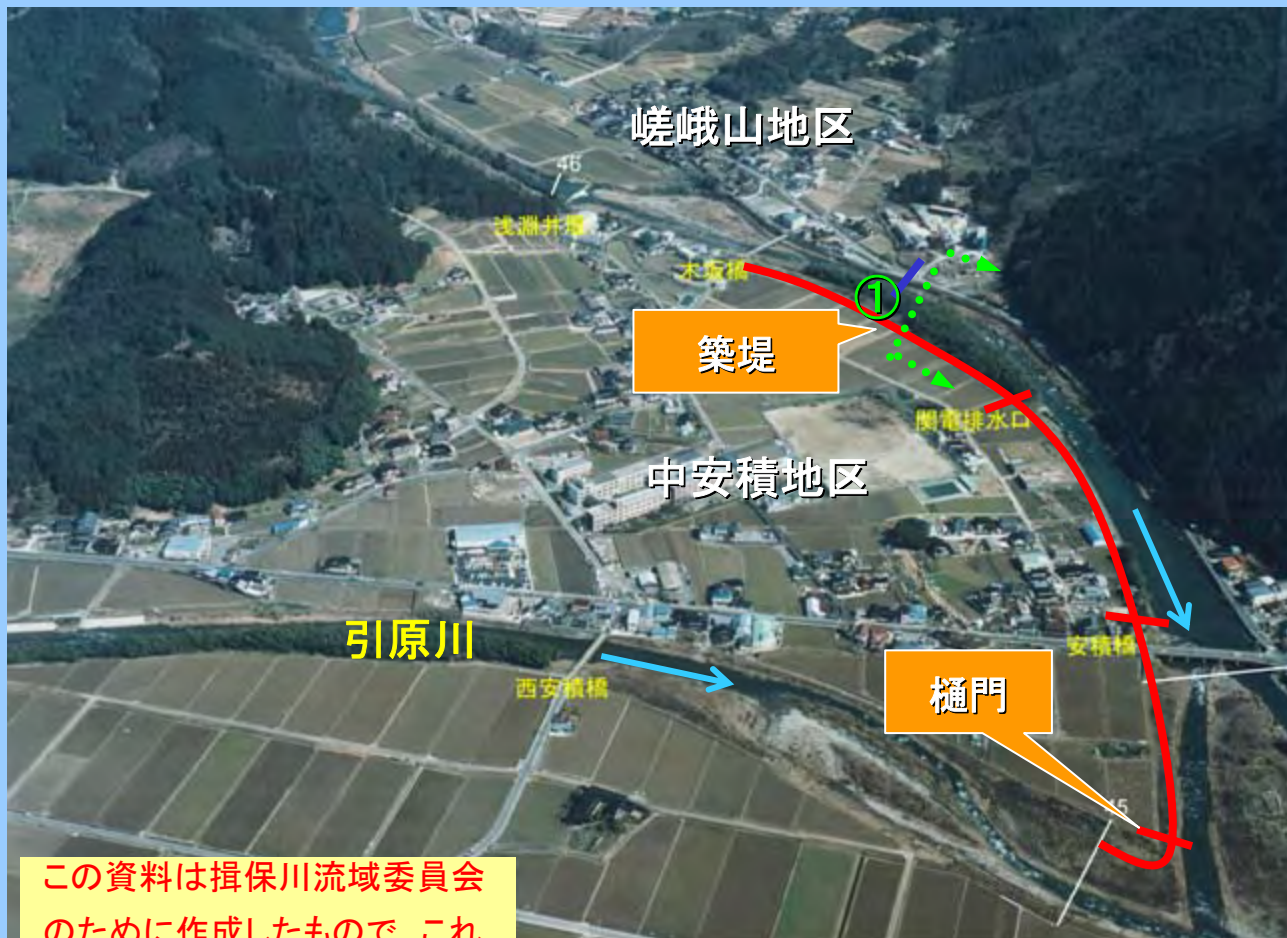 嵯峨山地区
46
浅淵井堰
木坂橋
①
築堤
関電排水口
中安積地区
引原川
西安積橋
安積橋
樋門
45
この資料は揖保川流域委員会
のために作成したもので、これ